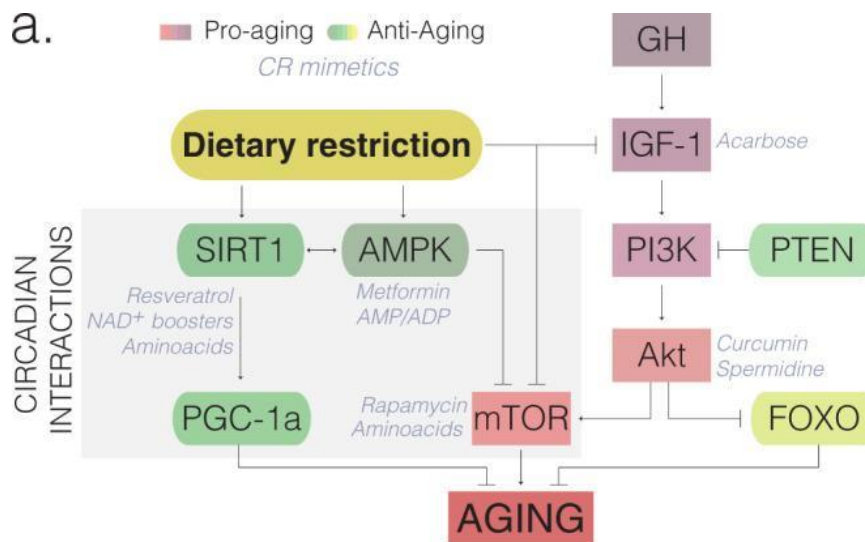 a.
Pro-aging
Anti-Aging
CR mimetics
GH
Dietary restriction
IGF-1
Acarbose
CIRCADIAN
INTERACTIONS
SIRT1
AMPK
PI3K
PTEN
Resveratrol
NAD+ boosters
Aminoacids
Metformin
AMP/ADP
Akt
Curcumin
Spermidine
PGC-1a
Rapamycin
Aminoacids
mTOR
FOXO
AGING